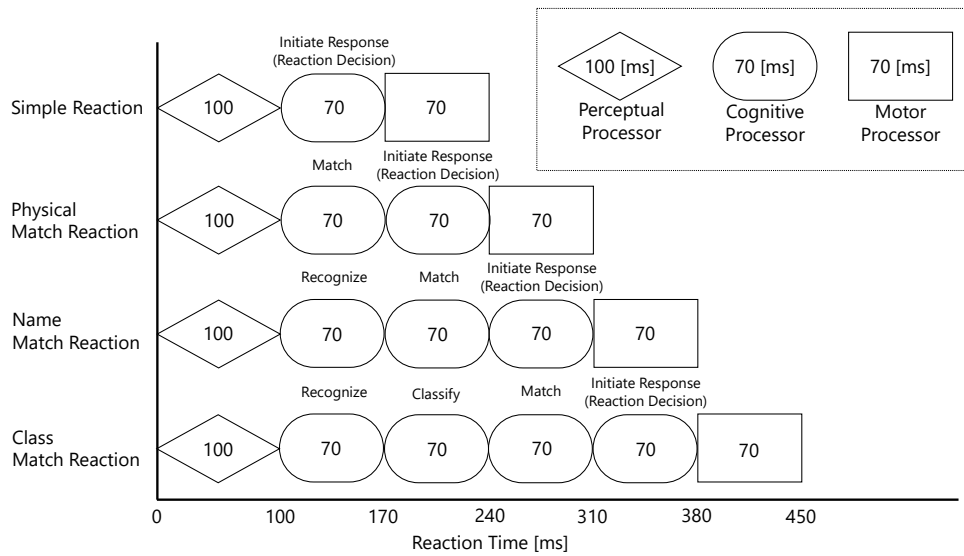 Initiate Response
(Reaction Decision)
Simple Reaction
100
70
70
100 [ms]
70 [ms]
70 [ms]
Perceptual
Processor
Cognitive
Processor
Motor
Processor
Match
Initiate Response
(Reaction Decision)
Physical
Match Reaction
100
70
70
70
Recognize
Match
Initiate Response
(Reaction Decision)
Name
Match Reaction
100
70
70
70
70
Recognize
Classify
Match
Initiate Response
(Reaction Decision)
Class
Match Reaction
100
70
70
70
70
70
0
100
170
240
310
380
450
Reaction Time [ms]